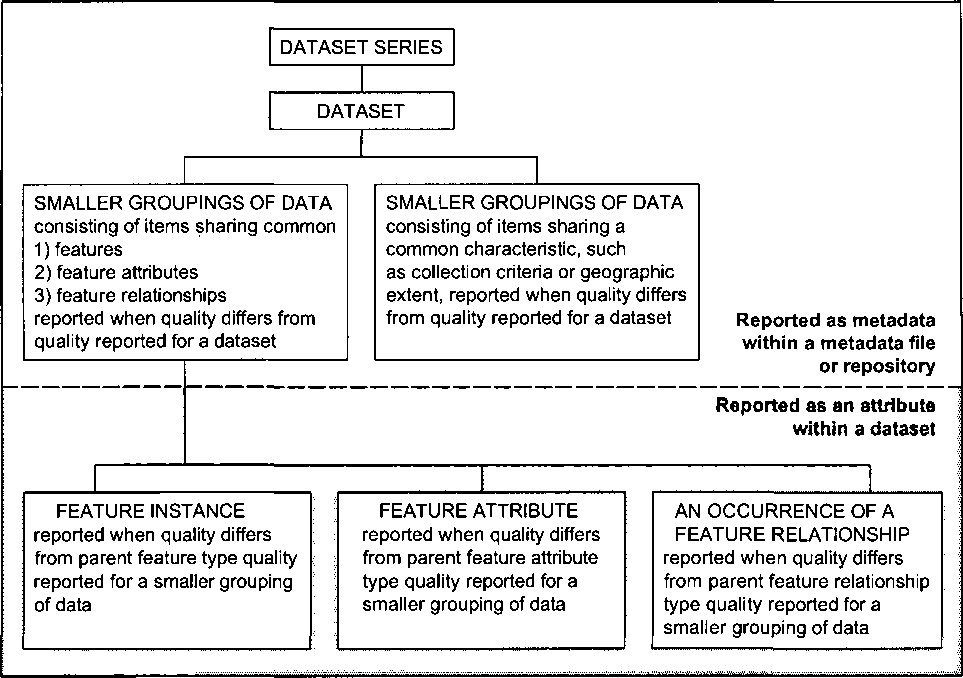 DATASET SERIES
DATASET
SMALLER GROUPINGS OF DATA
consisting of items sharing common
1) features
2) feature attributes
3) feature relationships
reported when quality differs from
quality reported for a dataset
SMALLER GROUPINGS OF DATA
consisting of items sharing a
common characteristic, such
as collection criteria or geographic
extent, reported when quality differs
from quality reported for a dataset
Reported as metadata
within a metadata file
or repository
Reported as an attribute
within a dataset
FEATURE INSTANCE
reported when quality differs
from parent feature type quality
reported for a smaller grouping
of data
FEATURE ATTRIBUTE
reported when quality differs
from parent feature attribute
type quality reported for a
smaller grouping of data
AN OCCURRENCE OF A
FEATURE RELATIONSHIP
reported when quality differs
from parent feature relationship
type quality reported for a
smaller grouping of data